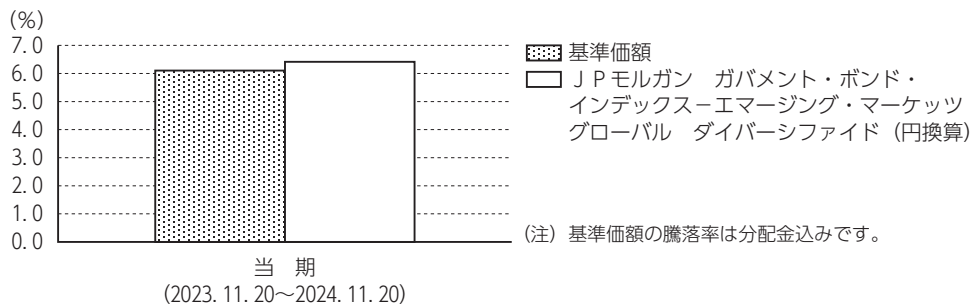 (%)
7.0
6.0
5.0
4.0
3.0
2.0
1.0
0.0
基準価額
ＪＰモルガン　ガバメント・ボンド・
インデックス－エマージング・マーケッツ
グローバル　ダイバーシファイド（円換算）
（注）基準価額の騰落率は分配金込みです。
当　期
(2023. 11. 20～2024. 11. 20)